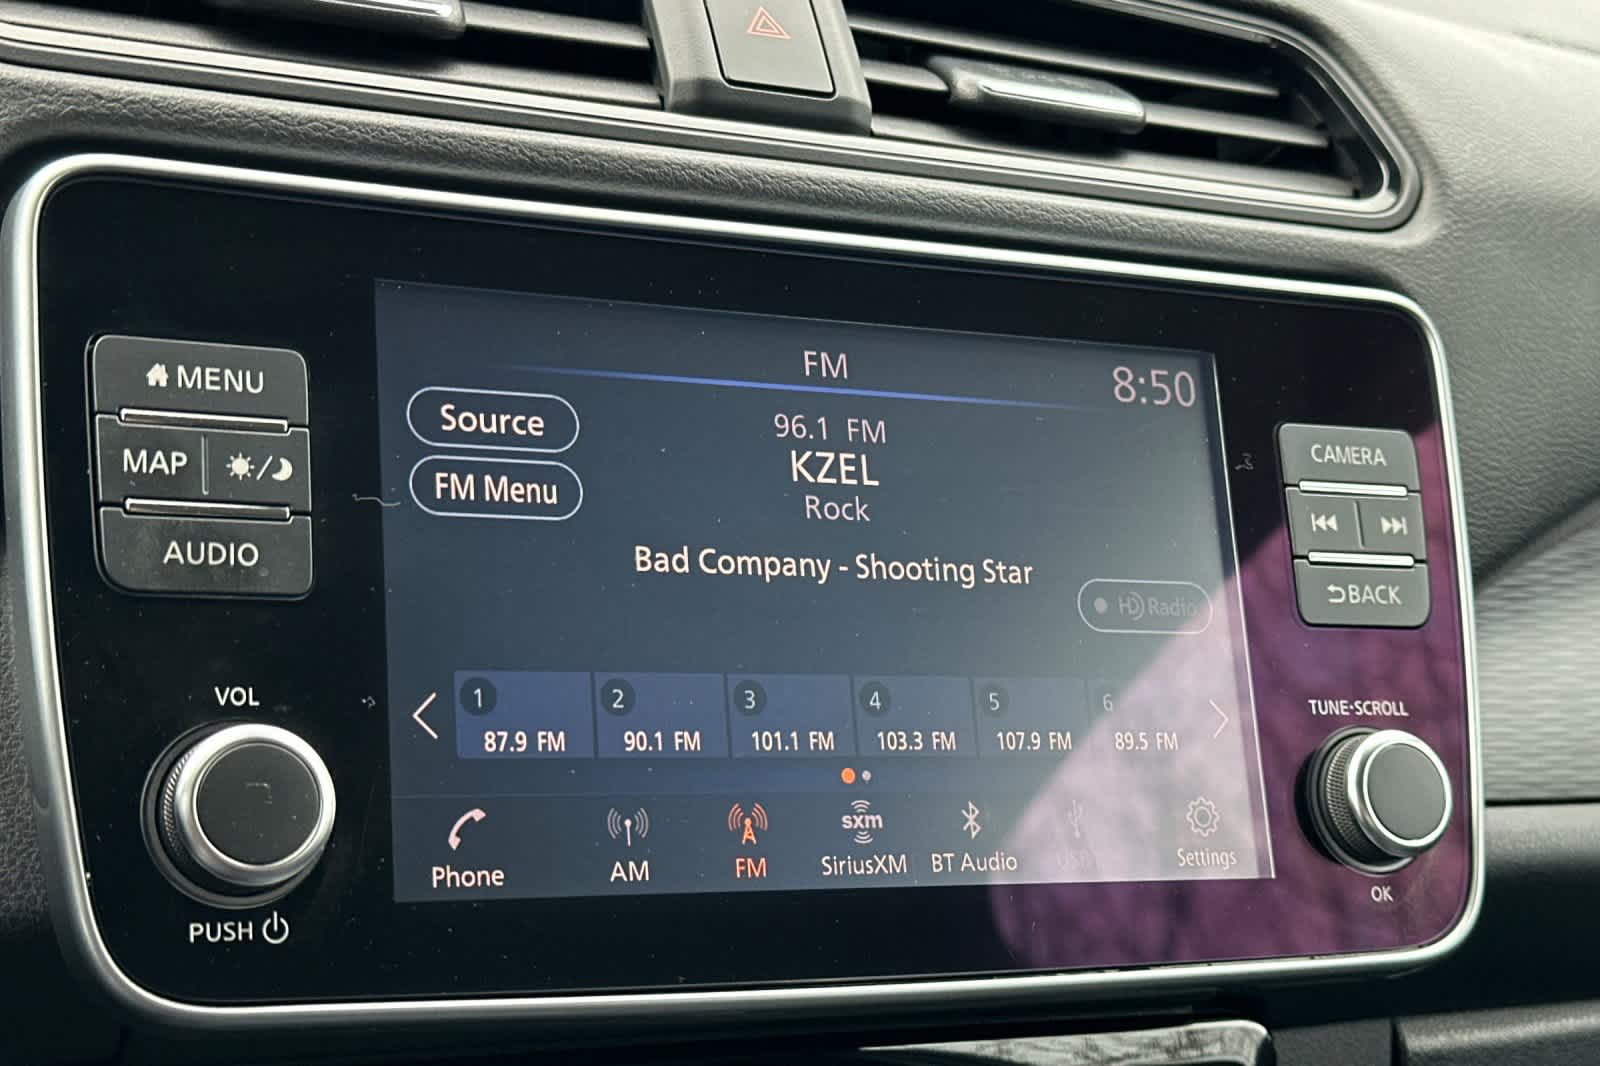 MENU
MAP
AUDIO
VOL
PUSH
FM
8:50
Source
FM Menu
96.1 FM
KZEL
Rock
Bad Company - Shooting Star
HD Radio
1
87.9 FM
2
90.1 FM
3
101.1 FM
4
103.3 FM
5
107.9 FM
6
89.5 FM
Phone
AM
FM
sxm
SiriusXM
BT Audio
USB
Settings
CAMERA
BACK
TUNE·SCROLL
OK